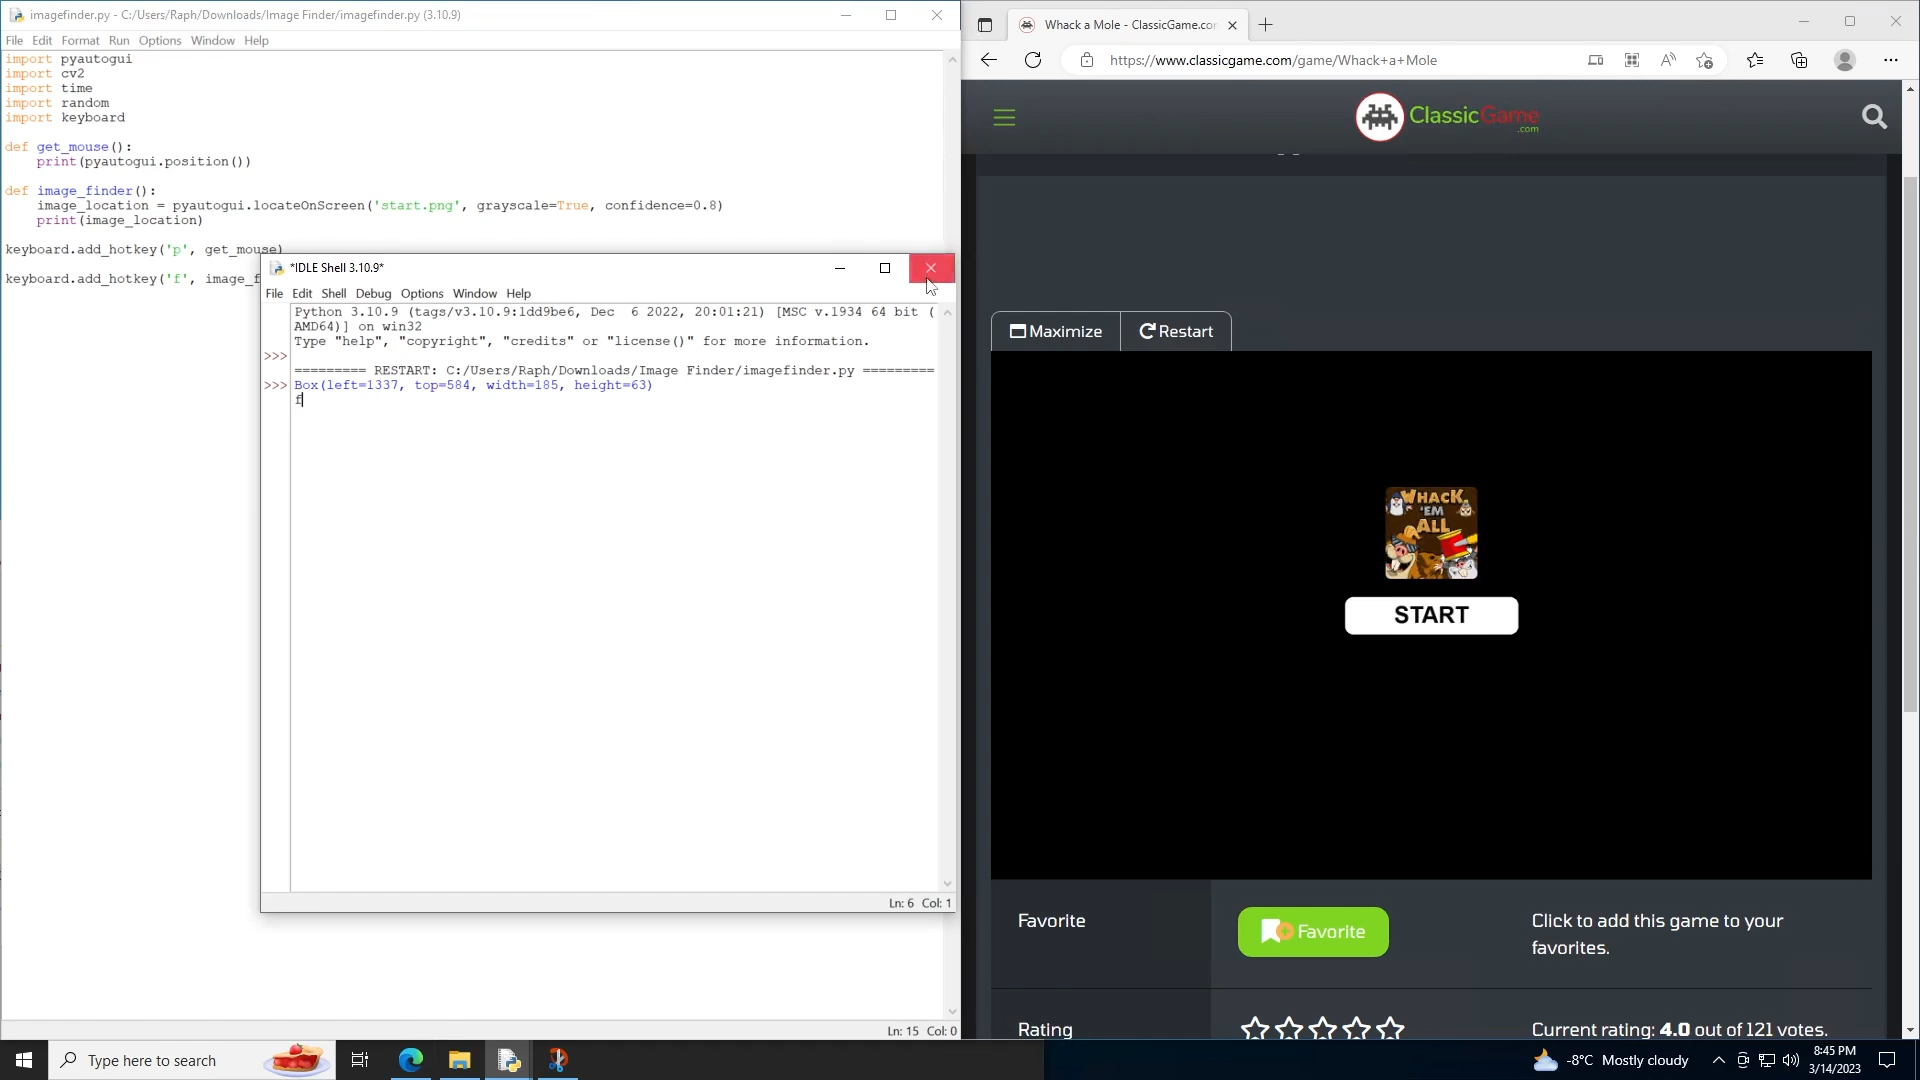 imagefinder.py - C:/Users/Raph/Downloads/Image Finder/imagefinder.py (3.10.9)
File Edit Format Run Options Window Help
import pyautogui
import cv2
import time
import random
import keyboard
def get_mouse():
    print(pyautogui.position())
def image_finder():
    image_location = pyautogui.locateOnScreen('start.png', grayscale=True, confidence=0.8)
    print(image_location)
keyboard.add_hotkey('p', get_mouse)
keyboard.add_hotkey('f', image_f
*IDLE Shell 3.10.9*
File Edit Shell Debug Options Window Help
Python 3.10.9 (tags/v3.10.9:1dd9be6, Dec  6 2022, 20:01:21) [MSC v.1934 64 bit (
AMD64)] on win32
Type "help", "copyright", "credits" or "license()" for more information.
>>>
========= RESTART: C:/Users/Raph/Downloads/Image Finder/imagefinder.py =========
>>> Box(left=1337, top=584, width=185, height=63)
f
Ln: 6 Col: 1
Ln: 15 Col: 0
Whack a Mole - ClassicGame.co
https://www.classicgame.com/game/Whack+a+Mole
ClassicGame
.com
Maximize
Restart
WHACK
'EM
ALL
START
Favorite
Favorite
Click to add this game to your
favorites.
Rating
Current rating: 4.0 out of 121 votes.
Type here to search
-8°C Mostly cloudy
8:45 PM
3/14/2023